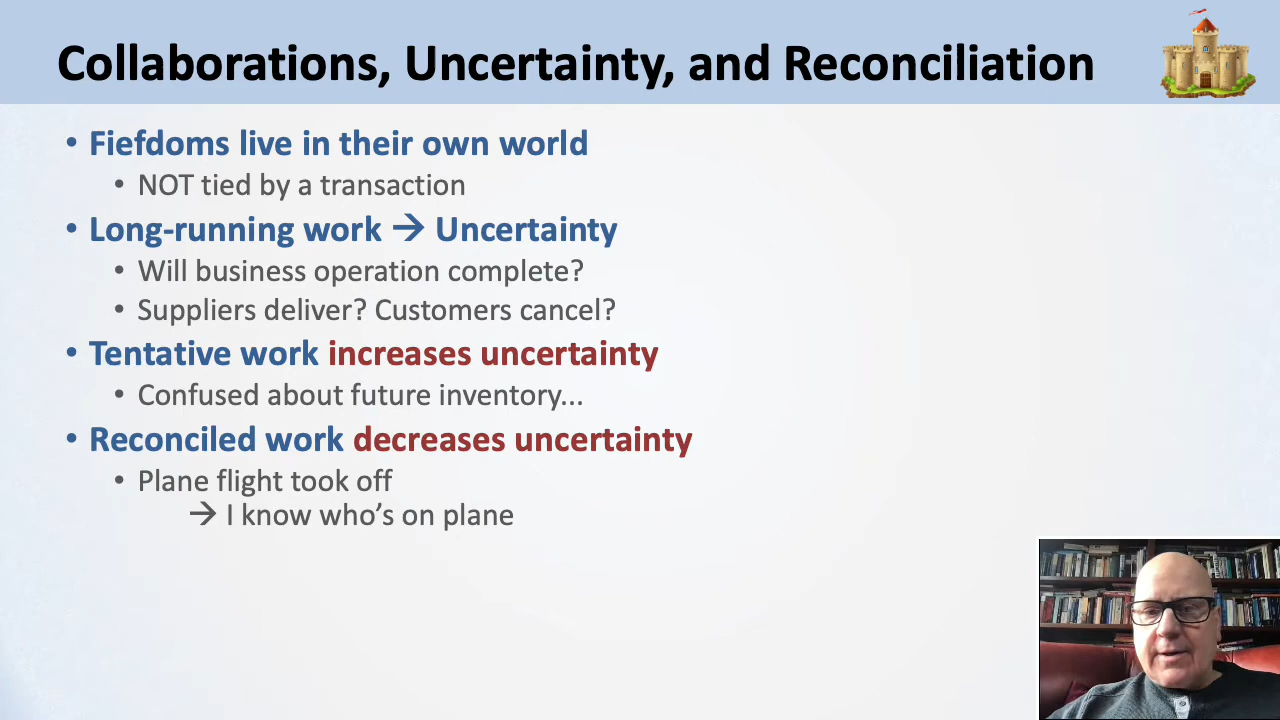 Collaborations, Uncertainty, and Reconciliation
• Fiefdoms live in their own world
• NOT tied by a transaction
• Long-running work → Uncertainty
• Will business operation complete?
• Suppliers deliver? Customers cancel?
• Tentative work increases uncertainty
• Confused about future inventory...
• Reconciled work decreases uncertainty
• Plane flight took off
→ I know who’s on plane